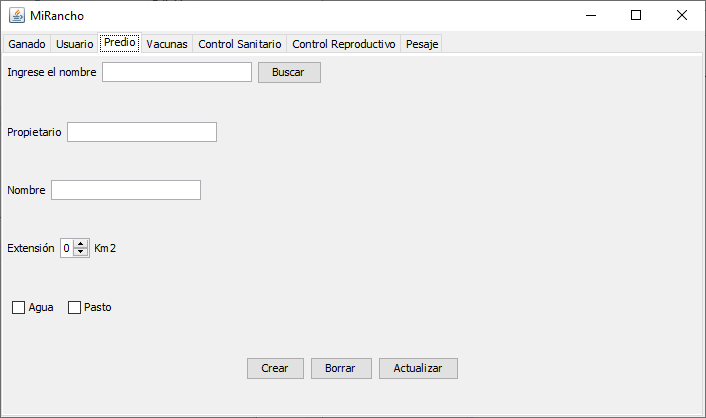 MiRancho
Ganado Usuario Predio Vacunas Control Sanitario Control Reproductivo Pesaje
Ingrese el nombre Buscar
Propietario
Nombre
Extensión 0 Km2
Agua Pasto
Crear Borrar Actualizar